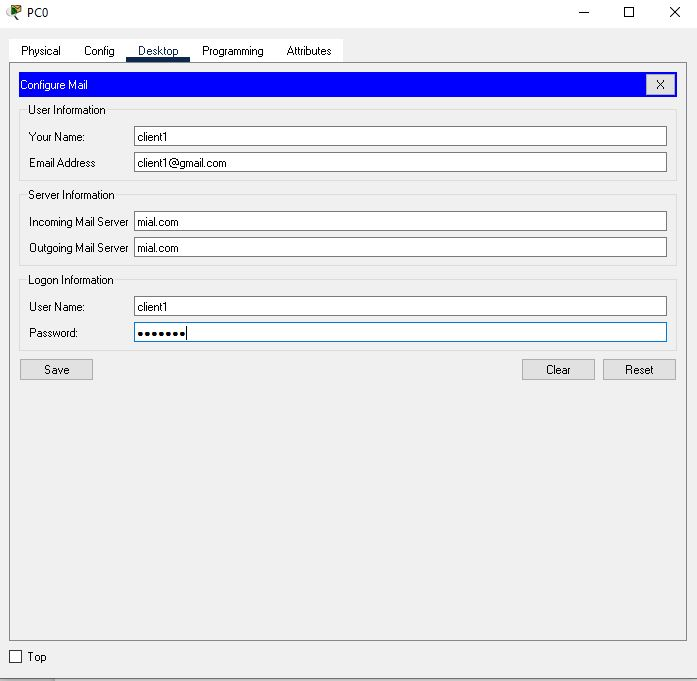 PC0
Physical Config Desktop Programming Attributes
Configure Mail X
User Information
Your Name: client1
Email Address client1@gmail.com
Server Information
Incoming Mail Server mial.com
Outgoing Mail Server mial.com
Logon Information
User Name: client1
Password: •••••••
Save Clear Reset
Top